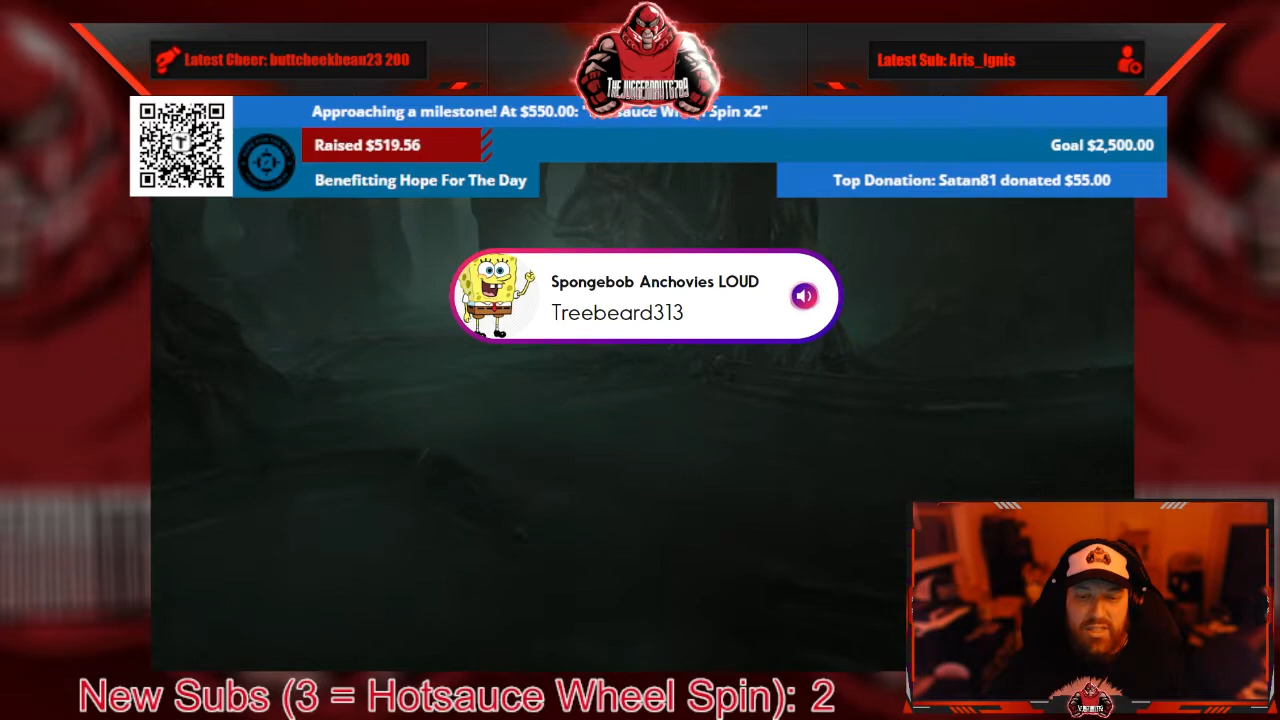 Latest Cheer: buttcheekbeau23 200
THEJUGGERNAUT6789
Latest Sub: Aris_Ignis
Approaching a milestone! At $550.00: " sauce Spin x2"
Raised $519.56
Goal $2,500.00
Benefitting Hope For The Day
Top Donation: Satan81 donated $55.00
Spongebob Anchovies LOUD
Treebeard313
New Subs (3 = Hotsauce Wheel Spin): 2